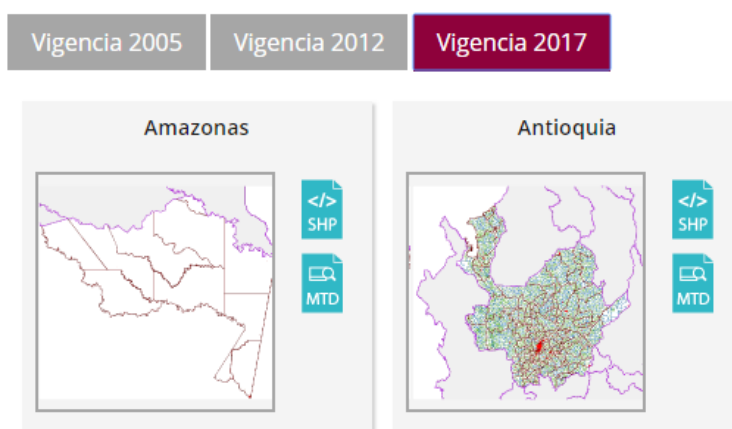 Vigencia 2005 Vigencia 2012 Vigencia 2017
Amazonas Antioquia
</> </>
SHP SHP
MTD MTD